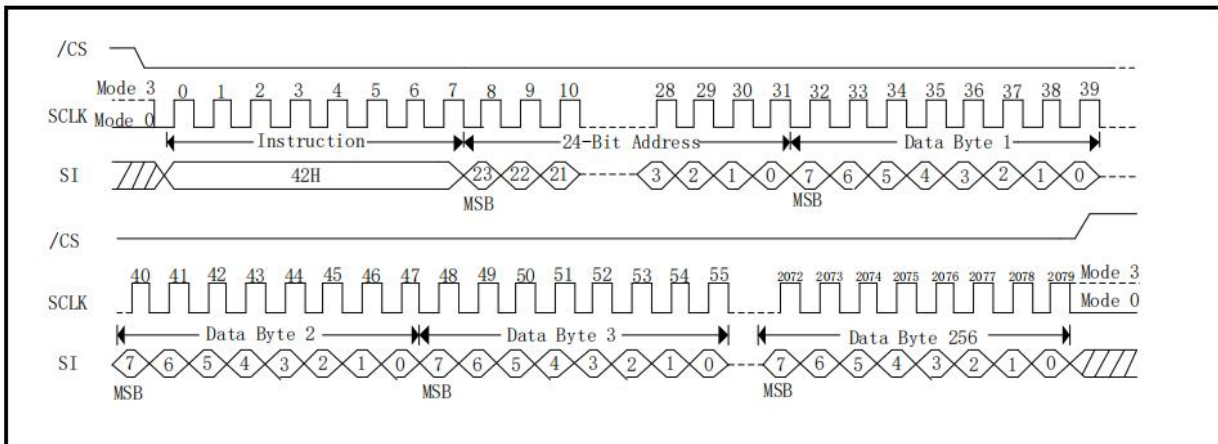 /CS
Mode 3 0 1 2 3 4 5 6 7 8 9 10 28 29 30 31 32 33 34 35 36 37 38 39
SCLK Mode 0
Instruction 24-Bit Address Data Byte 1
SI 42H 23 22 21 3 2 1 0 7 6 5 4 3 2 1 0
MSB MSB
/CS
40 41 42 43 44 45 46 47 48 49 50 51 52 53 54 55 2072 2073 2074 2075 2076 2077 2078 2079 Mode 3
SCLK Mode 0
Data Byte 2 Data Byte 3 Data Byte 256
SI 7 6 5 4 3 2 1 0 7 6 5 4 3 2 1 0 7 6 5 4 3 2 1 0
MSB MSB MSB